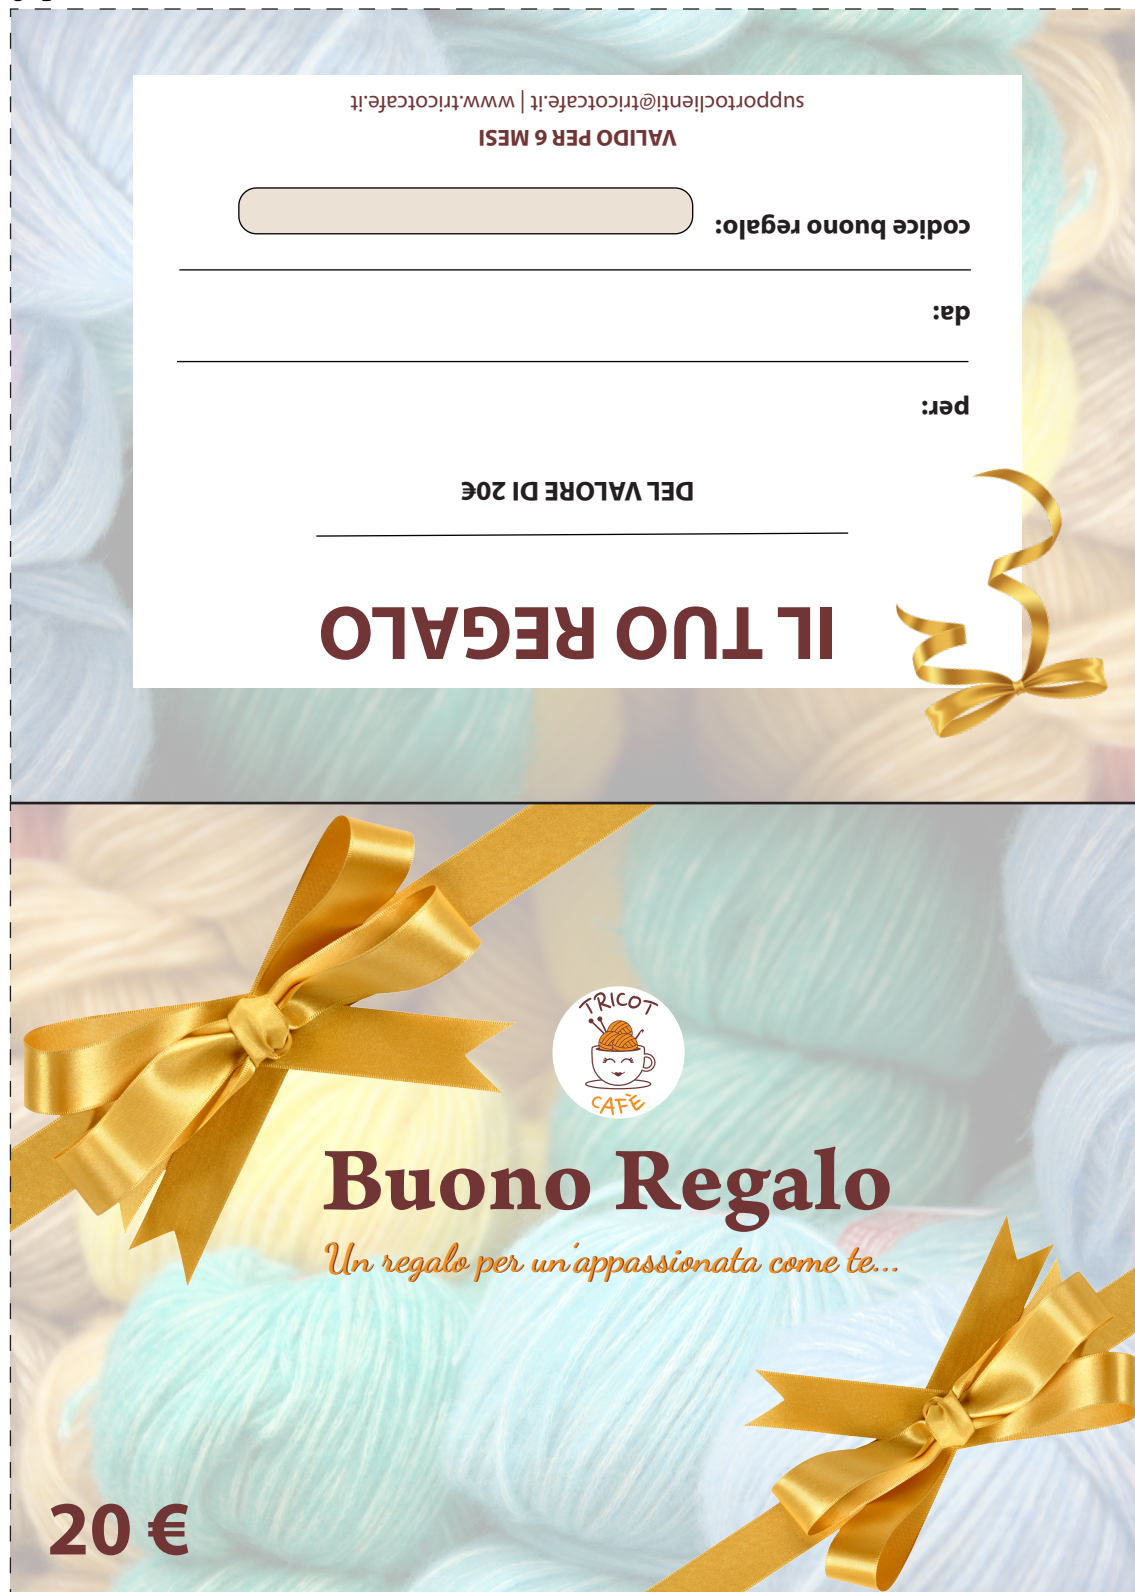 IL TUO REGALO
DEL VALORE DI 20€
per:
da:
codice buono regalo:
VALIDO PER 6 MESI
supportoclienti@tricotcafe.it | www.tricotcafe.it
TRICOT
CAFÈ
Buono Regalo
Un regalo per un'appassionata come te...
20 €